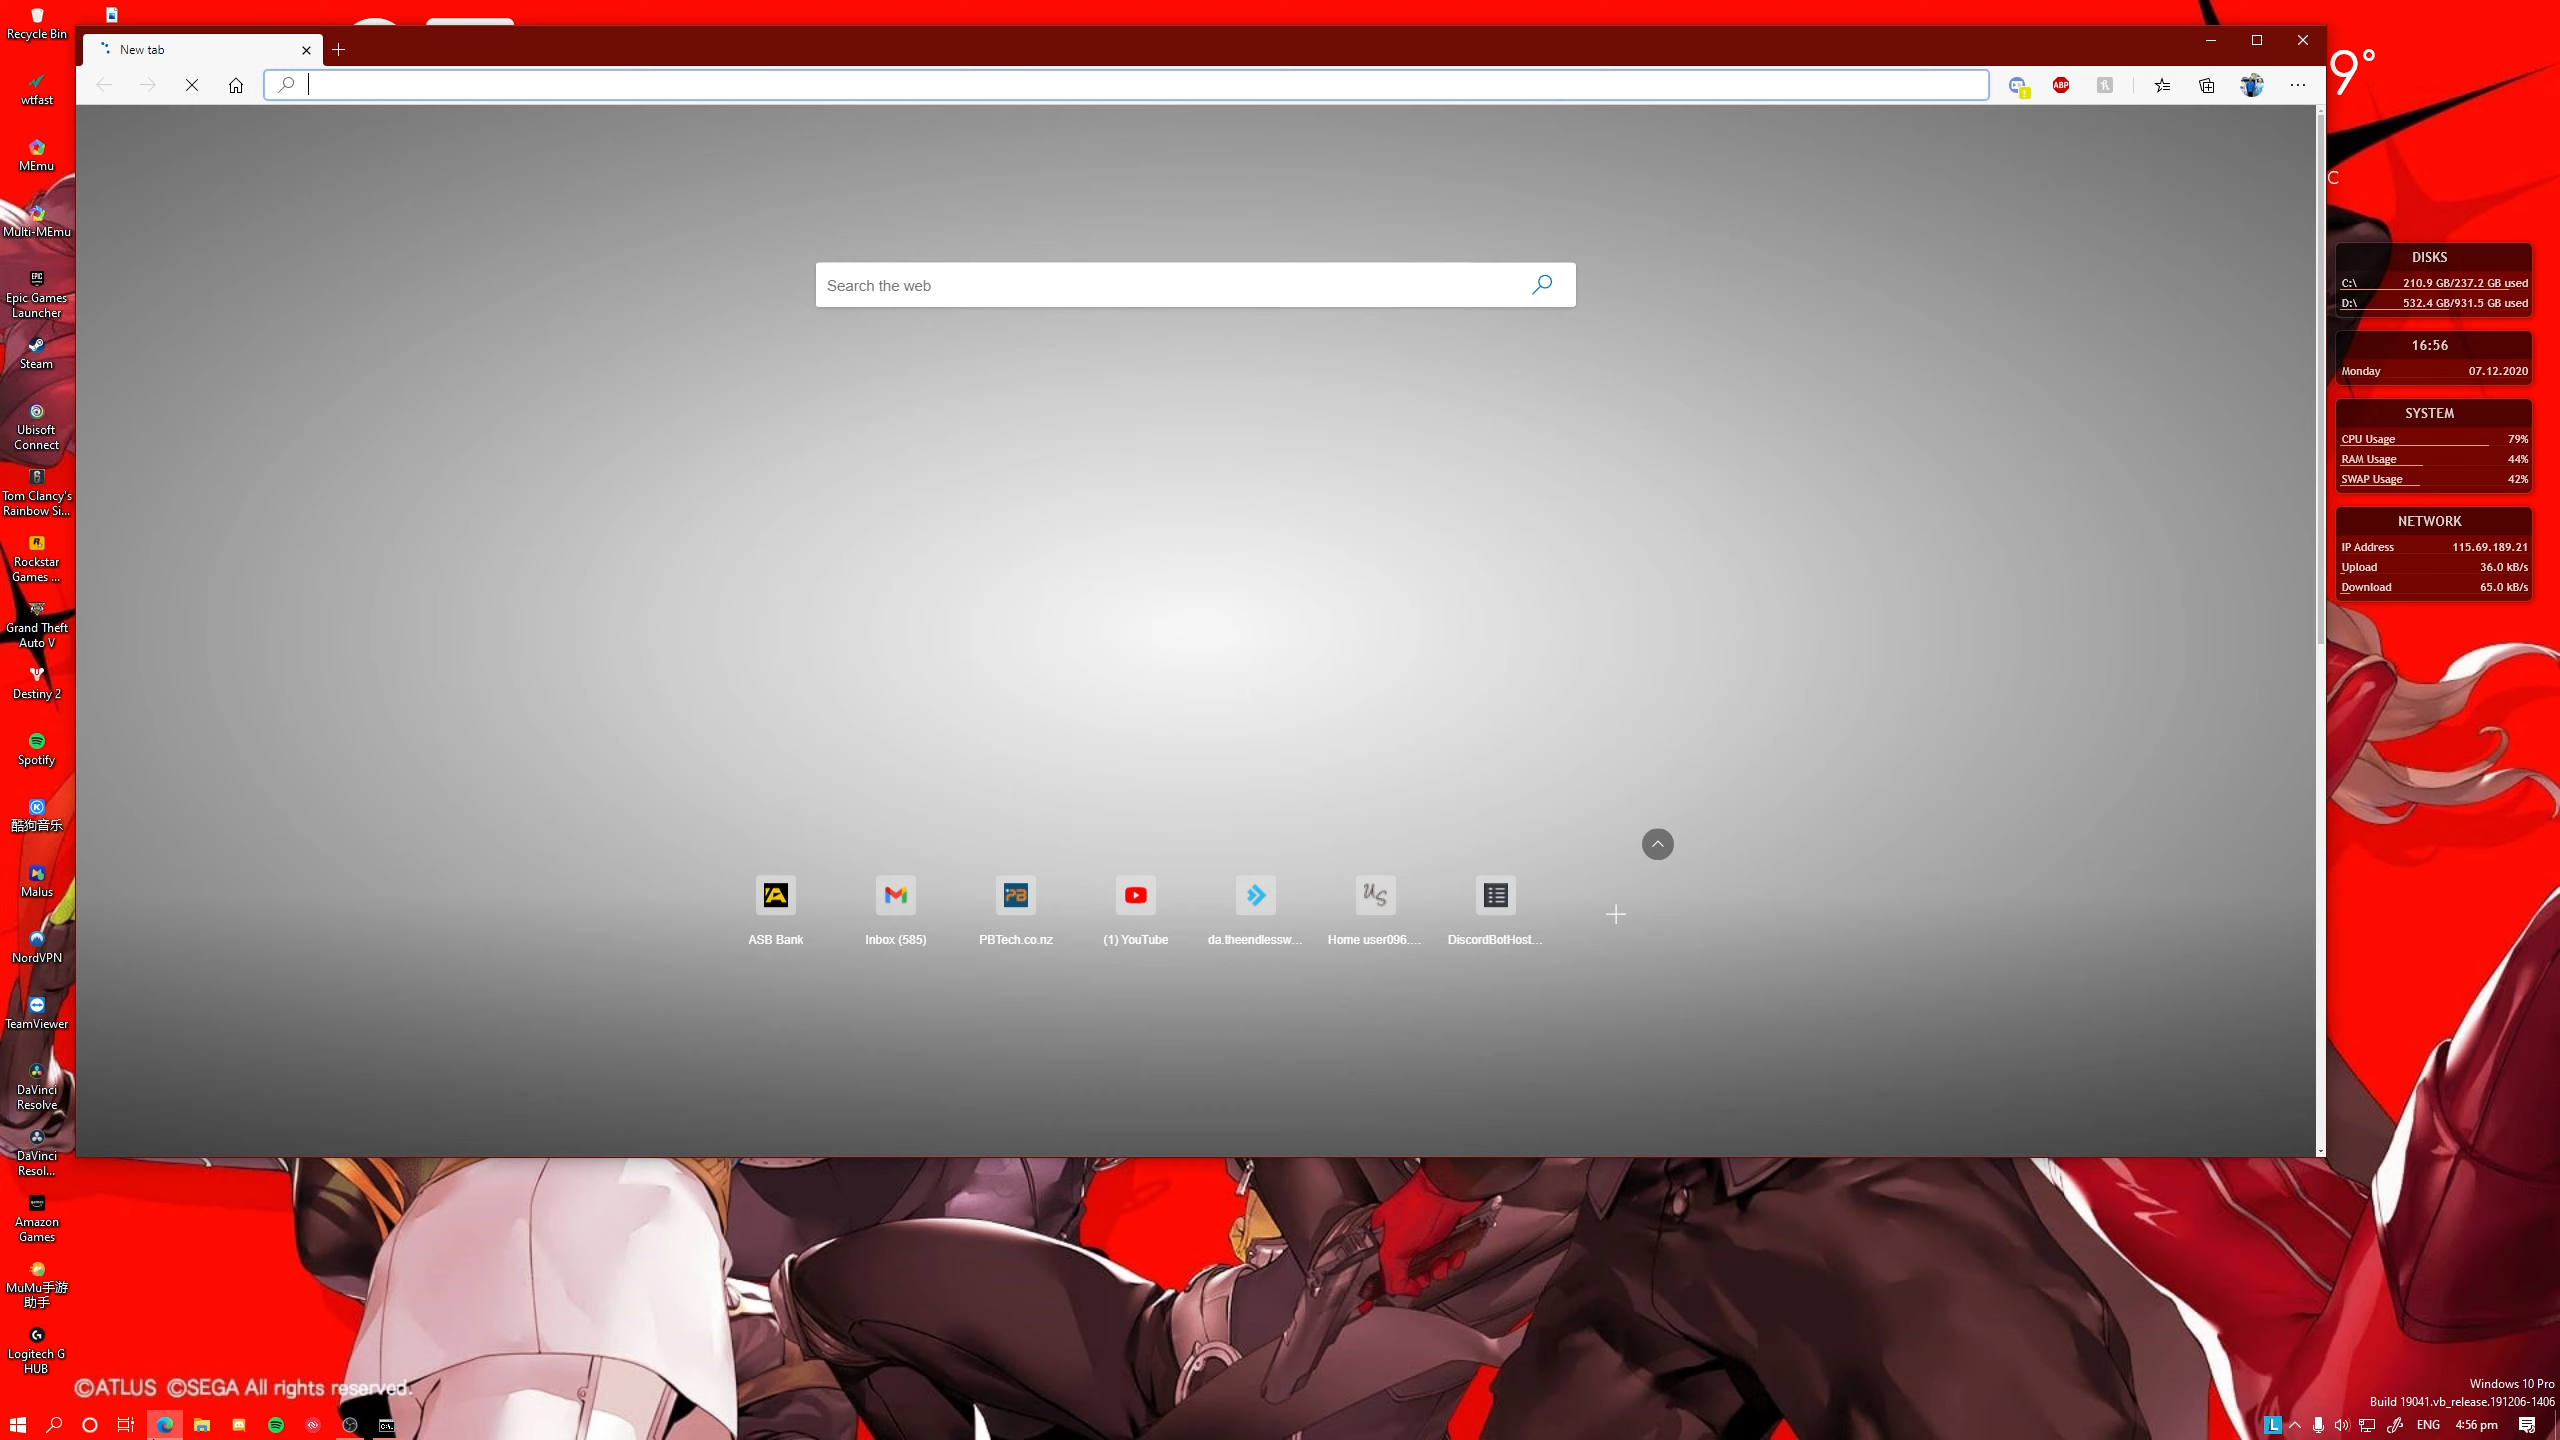 Recycle Bin
wtfast
MEmu
Multi-MEmu
EPIC
Epic Games
Launcher
Steam
Ubisoft
Connect
Tom Clancy's
Rainbow Si...
Rockstar
Games ...
Grand Theft
Auto V
Destiny 2
Spotify
酷狗音乐
Malus
NordVPN
TeamViewer
DaVinci
Resolve
DaVinci
Resol...
Amazon
Games
MuMu手游
助手
Logitech G
HUB
New tab
ABP
Search the web
ASB Bank
Inbox (585)
PB
PBTech.co.nz
(1) YouTube
da.theendlessw...
US
Home user096....
DiscordBotHost...
9°
C
DISKS
C:\ 210.9 GB/237.2 GB used
D:\ 532.4 GB/931.5 GB used
16:56
Monday 07.12.2020
SYSTEM
CPU Usage 79%
RAM Usage 44%
SWAP Usage 42%
NETWORK
IP Address 115.69.189.21
Upload 36.0 kB/s
Download 65.0 kB/s
©ATLUS ©SEGA All rights reserved.
Windows 10 Pro
Build 19041.vb_release.191206-1406
L
ENG
4:56 pm